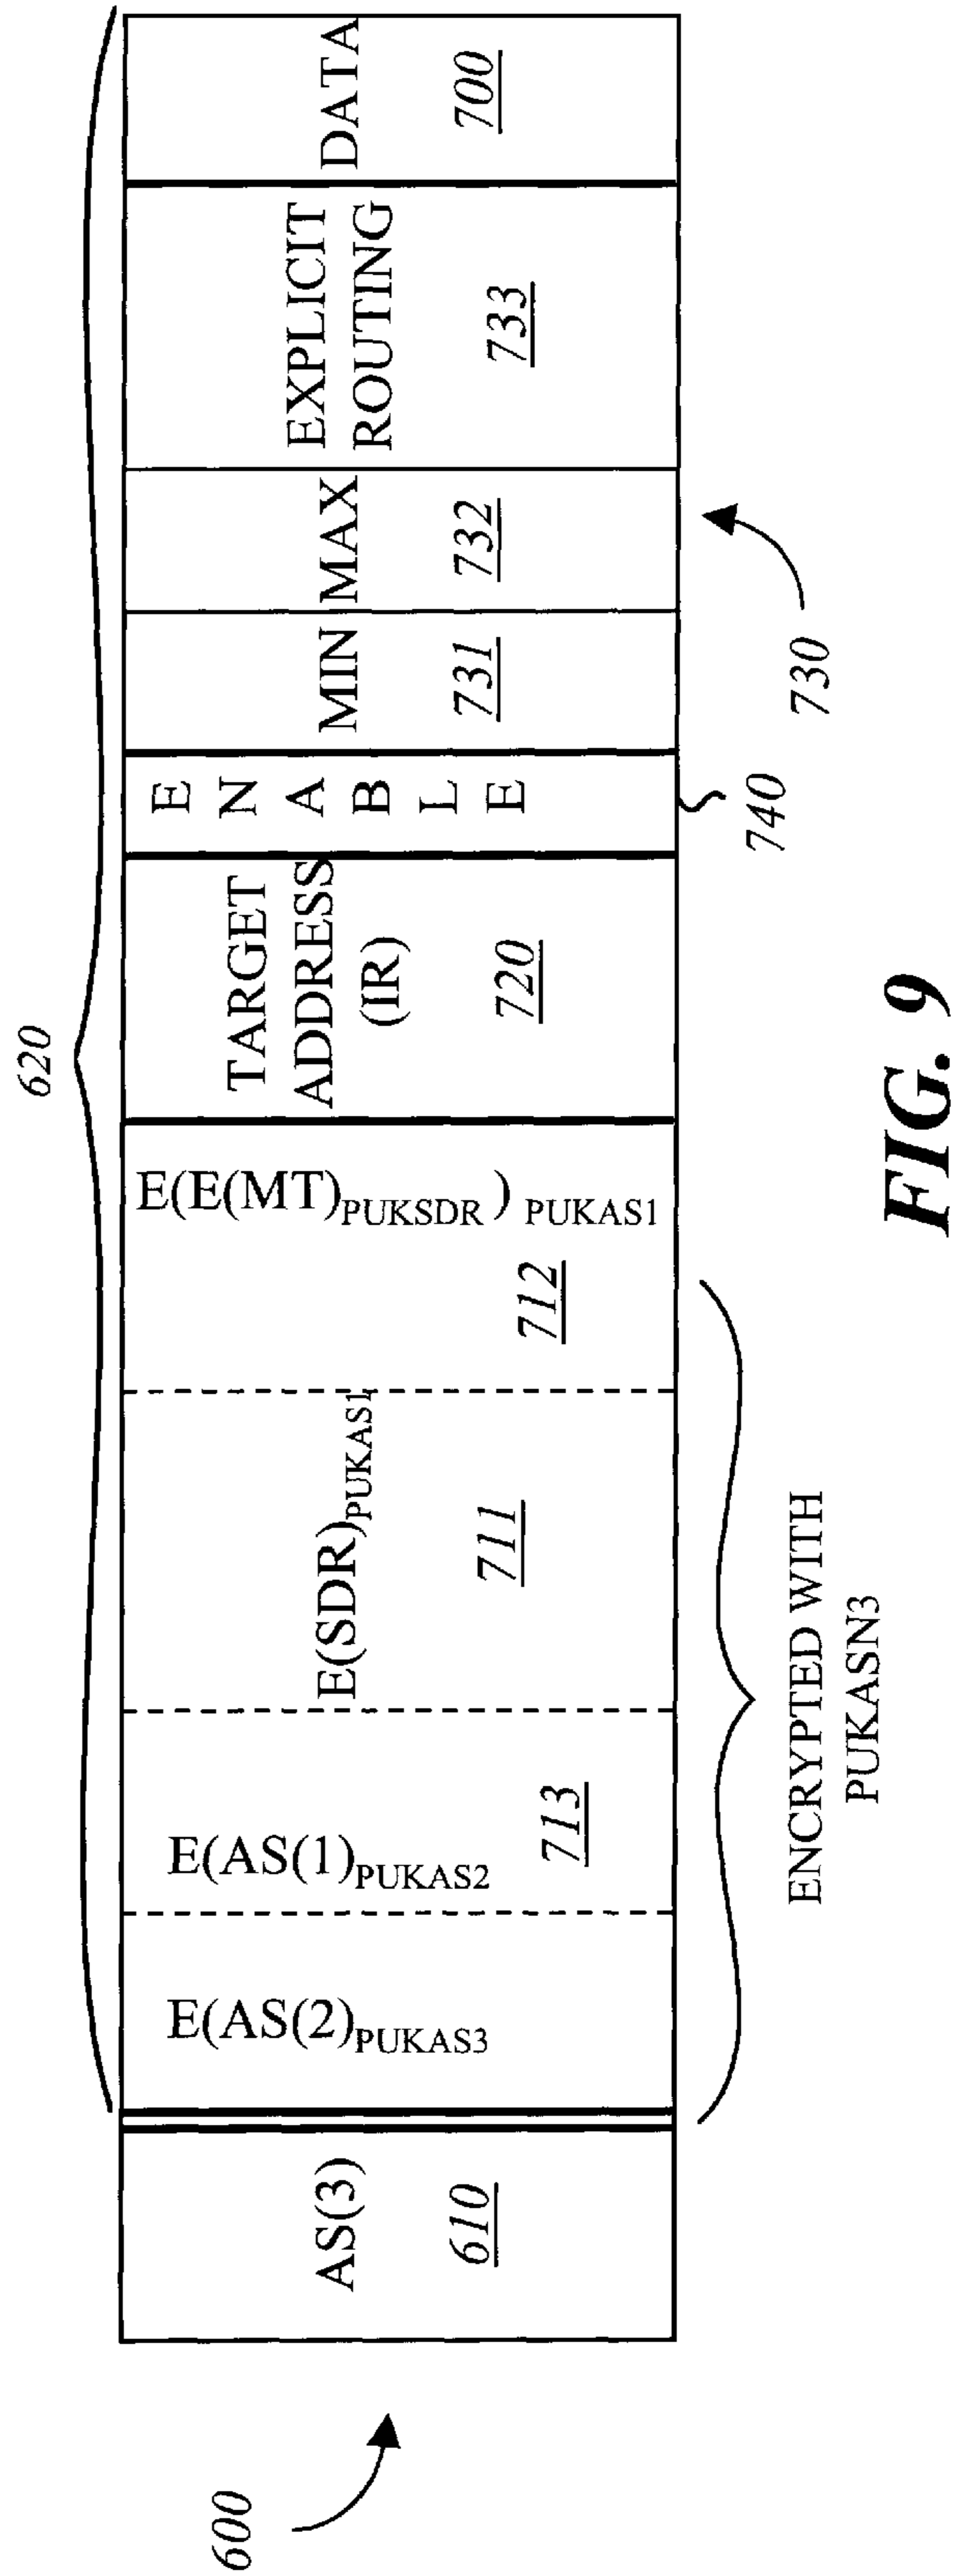 620
600
AS(3)
610
E(AS(2)PUKAS3
E(AS(1)PUKAS2
713
E(SDR)PUKAS1
711
E(E(MT)PUKSDR ) PUKAS1
712
TARGET
ADDRESS
(IR)
720
E
N
A
B
L
E
MIN
731
MAX
732
EXPLICIT
ROUTING
733
DATA
700
740
730
ENCRYPTED WITH
PUKASN3
FIG. 9